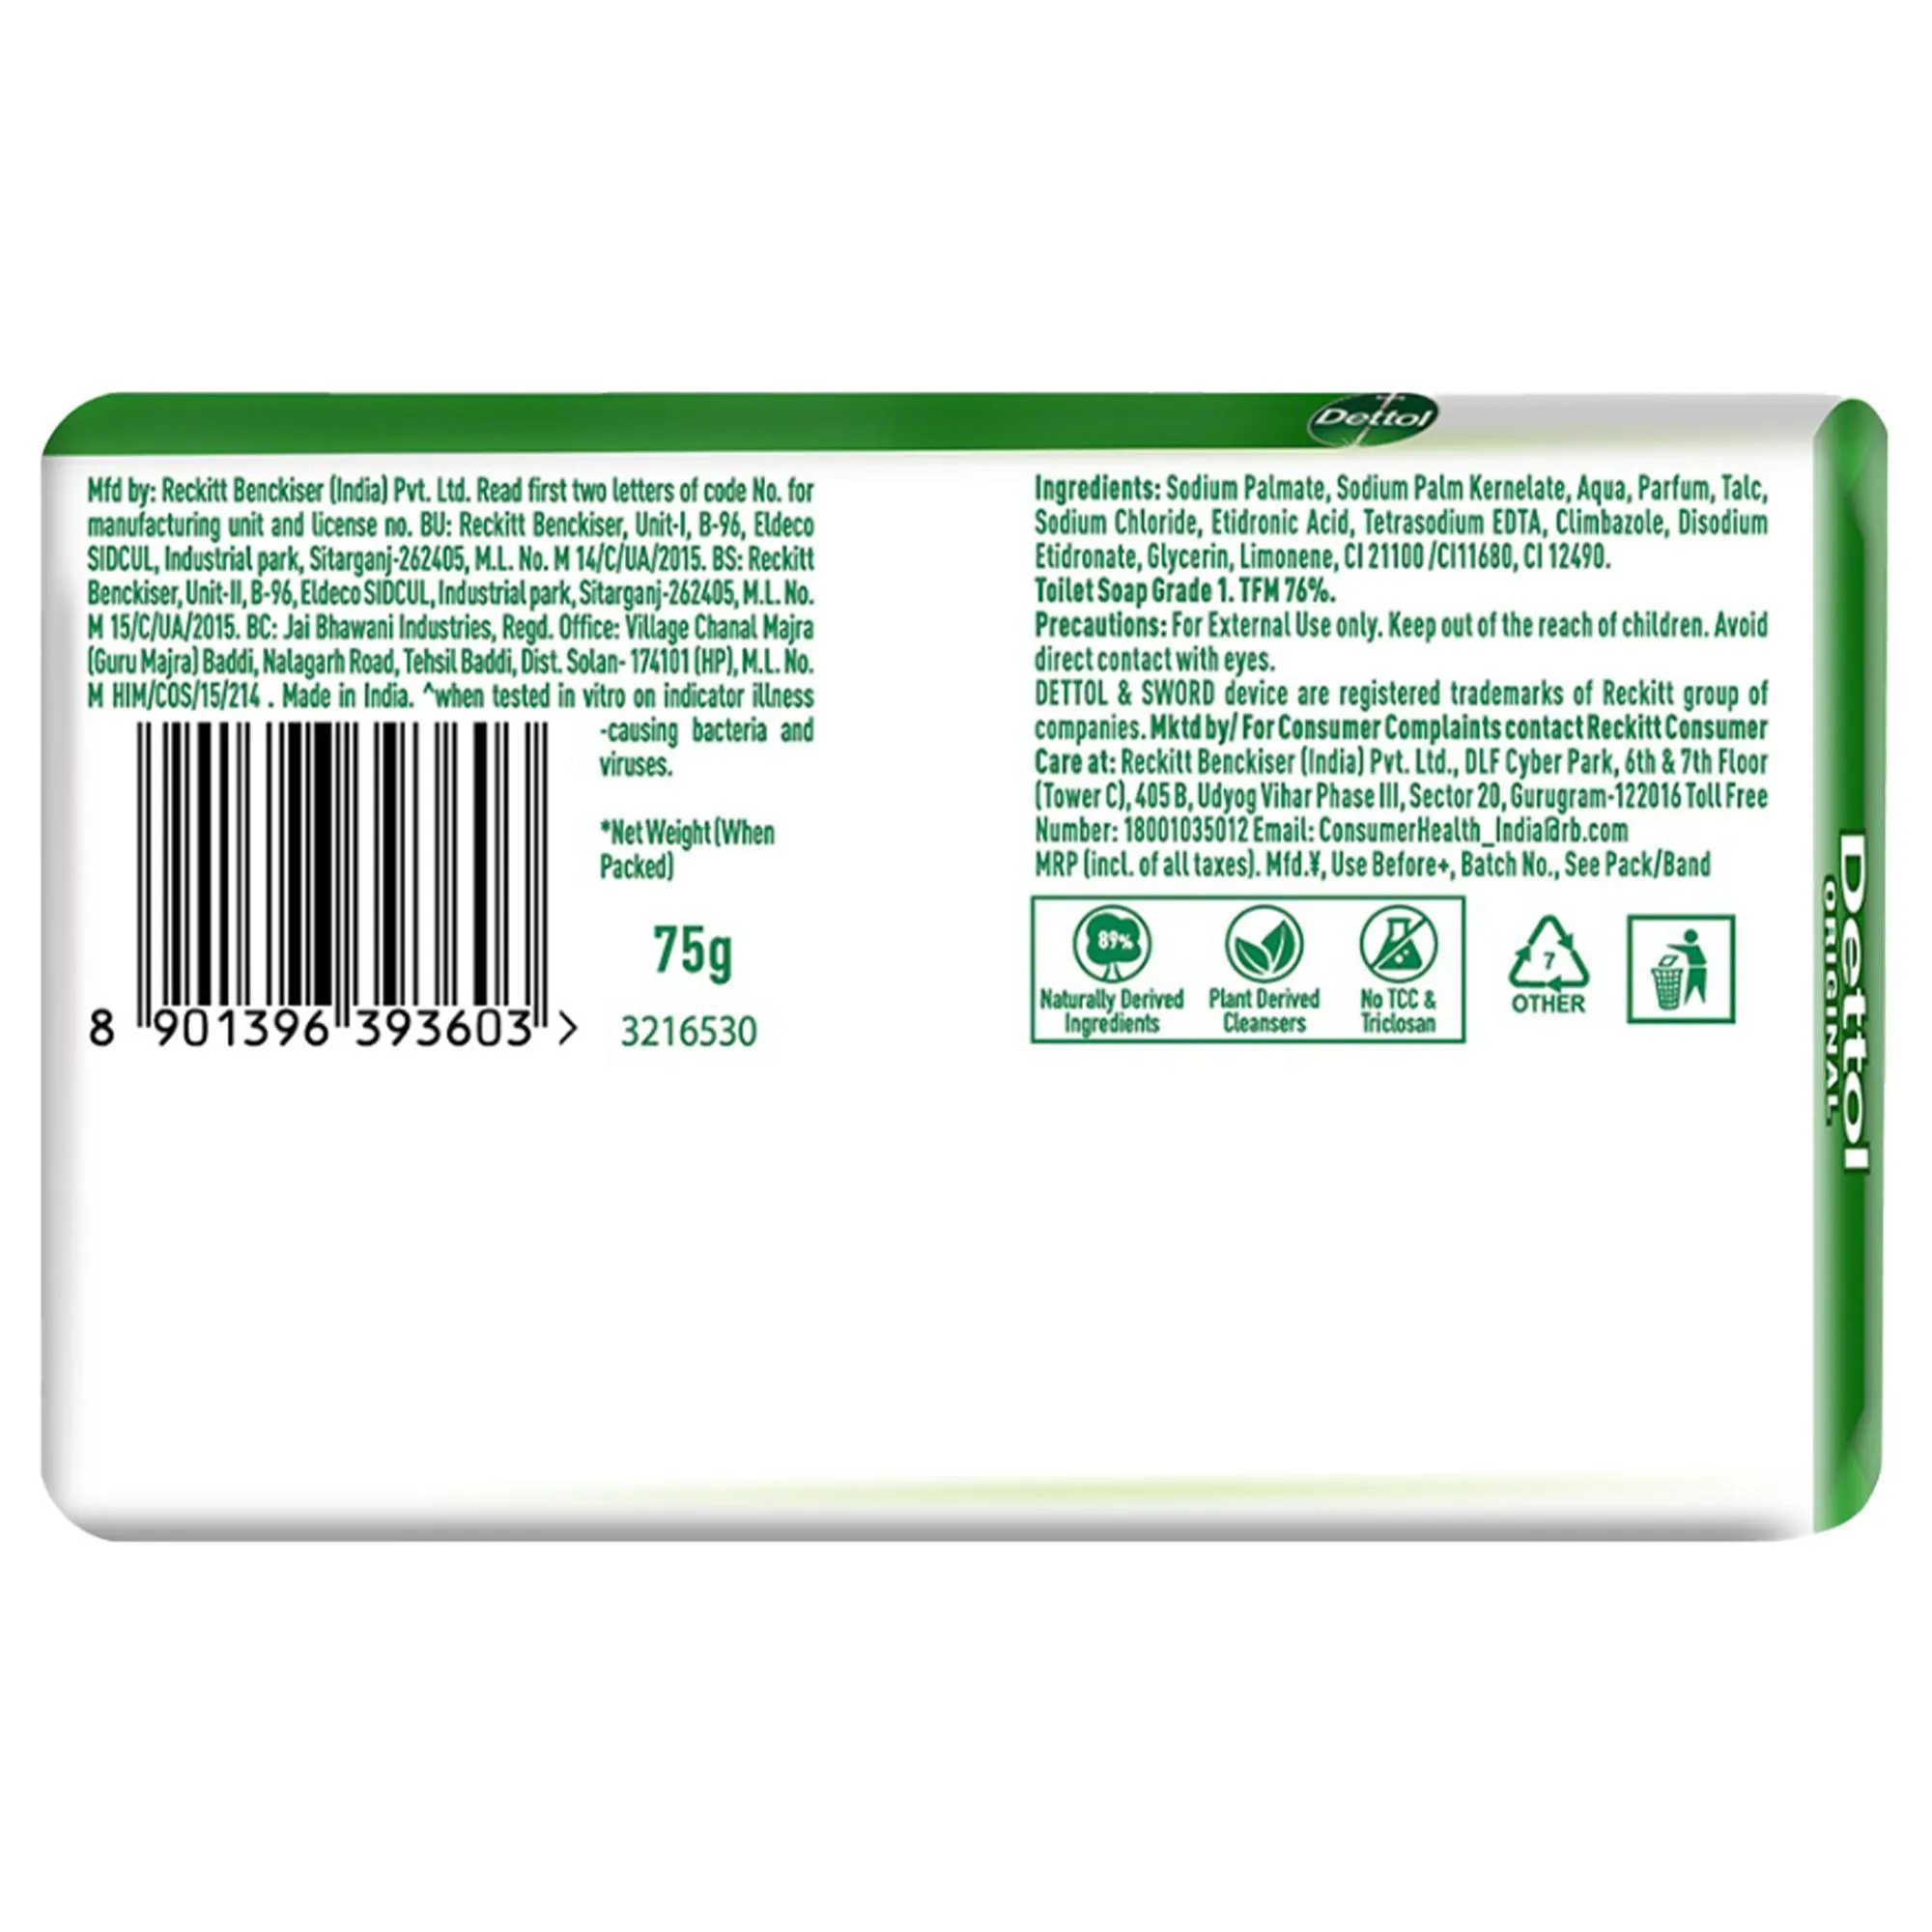 Dettol
Mfd by: Reckitt Benckiser (India) Pvt. Ltd. Read first two letters of code No. for
manufacturing unit and license no. BU: Reckitt Benckiser, Unit-I, B-96, Eldeco
SIDCUL, Industrial park, Sitarganj-262405, M.L. No. M 14/C/UA/2015. BS: Reckitt
Benckiser, Unit-II, B-96, Eldeco SIDCUL, Industrial park, Sitarganj-262405, M.L. No.
M 15/C/UA/2015. BC: Jai Bhawani Industries, Regd. Office: Village Chanal Majra
(Guru Majra) Baddi, Nalagarh Road, Tehsil Baddi, Dist. Solan- 174101 (HP), M.L. No.
M HIM/COS/15/214 . Made in India. ^when tested in vitro on indicator illness
-causing bacteria and
viruses.
*Net Weight (When
Packed)
75g
8 901396 393603 >
3216530
Ingredients: Sodium Palmate, Sodium Palm Kernelate, Aqua, Parfum, Talc,
Sodium Chloride, Etidronic Acid, Tetrasodium EDTA, Climbazole, Disodium
Etidronate, Glycerin, Limonene, CI 21100 /CI11680, CI 12490.
Toilet Soap Grade 1. TFM 76%.
Precautions: For External Use only. Keep out of the reach of children. Avoid
direct contact with eyes.
DETTOL & SWORD device are registered trademarks of Reckitt group of
companies. Mktd by/ For Consumer Complaints contact Reckitt Consumer
Care at: Reckitt Benckiser (India) Pvt. Ltd., DLF Cyber Park, 6th & 7th Floor
(Tower C), 405 B, Udyog Vihar Phase III, Sector 20, Gurugram-122016 Toll Free
Number: 18001035012 Email: ConsumerHealth_India@rb.com
MRP (incl. of all taxes). Mfd.¥, Use Before+, Batch No., See Pack/Band
89%
Naturally Derived
Ingredients
Plant Derived
Cleansers
No TCC &
Triclosan
7
OTHER
Dettol
ORIGINAL